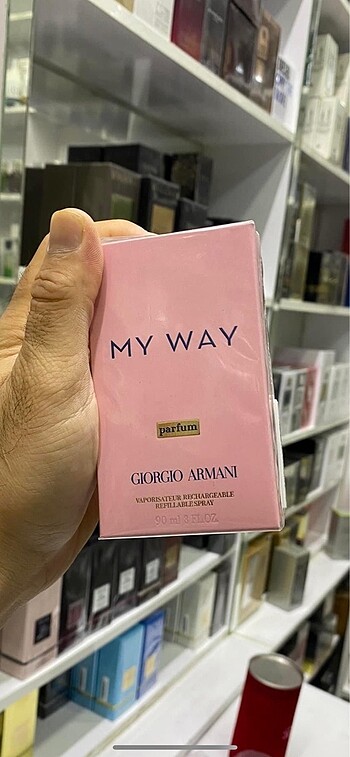 MY WAY
parfum
GIORGIO ARMANI
VAPORISATEUR RECHARGEABLE
REFILLABLE SPRAY
90 ml 3 FL.OZ